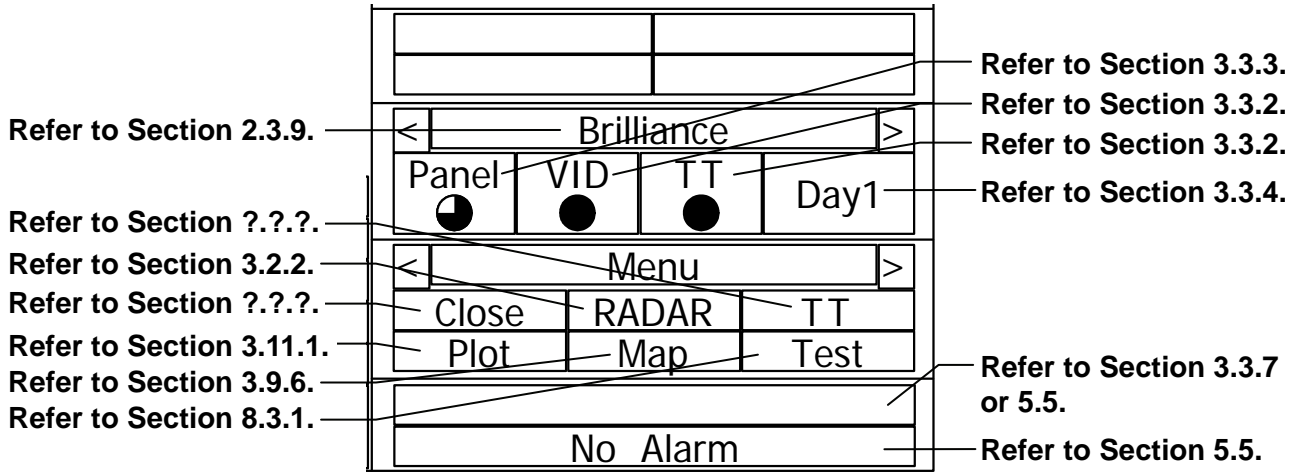 Refer to Section 2.3.9.
Refer to Section ?.?.?.
Refer to Section 3.2.2.
Refer to Section ?.?.?.
Refer to Section 3.11.1.
Refer to Section 3.9.6.
Refer to Section 8.3.1.
< Brilliance >
Panel VID TT Day1
< Menu >
Close RADAR TT
Plot Map Test
No Alarm
Refer to Section 3.3.3.
Refer to Section 3.3.2.
Refer to Section 3.3.2.
Refer to Section 3.3.4.
Refer to Section 3.3.7
or 5.5.
Refer to Section 5.5.